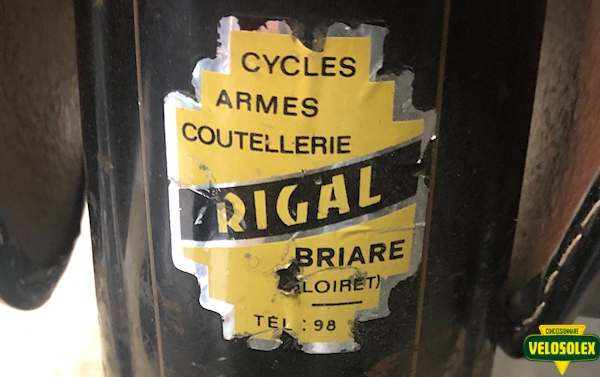 CYCLES
ARMES
COUTELLERIE
RIGAL
BRIARE
(LOIRET)
TÉL : 98
CONCESSIONNAIRE
VELOSOLEX